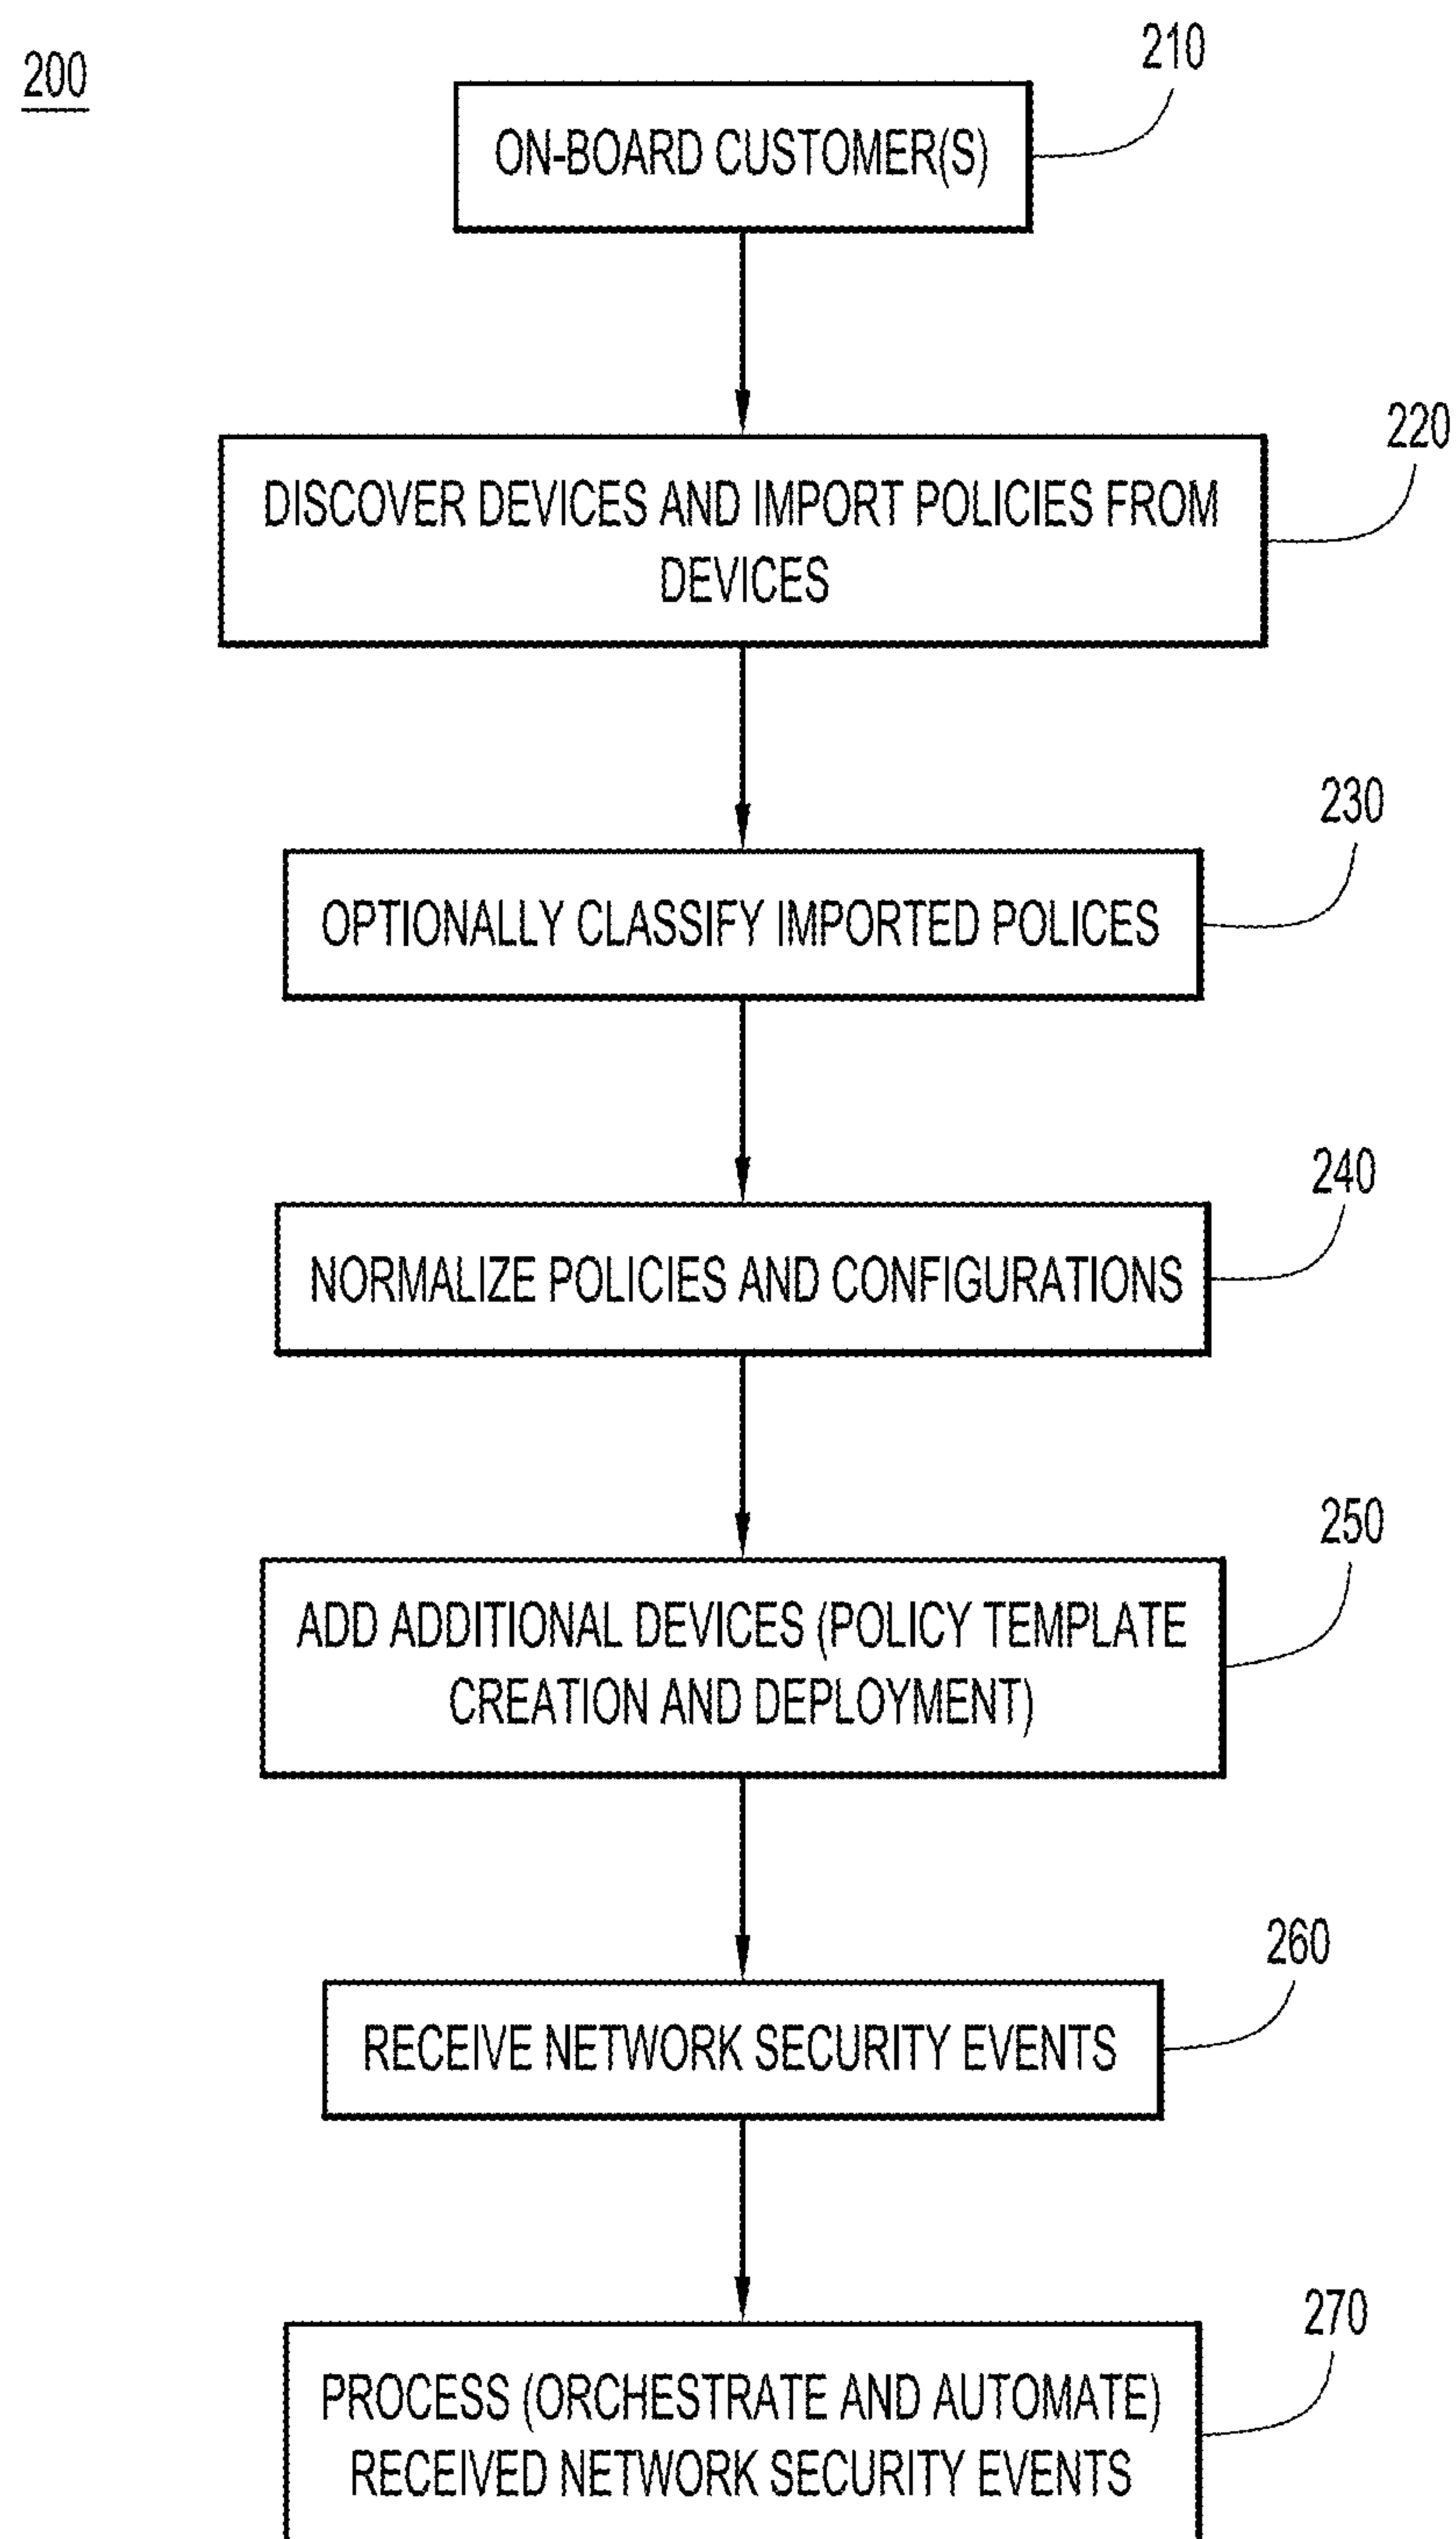 200
210
ON-BOARD CUSTOMER(S)
220
DISCOVER DEVICES AND IMPORT POLICIES FROM
DEVICES
230
OPTIONALLY CLASSIFY IMPORTED POLICES
240
NORMALIZE POLICIES AND CONFIGURATIONS
250
ADD ADDITIONAL DEVICES (POLICY TEMPLATE
CREATION AND DEPLOYMENT)
260
RECEIVE NETWORK SECURITY EVENTS
270
PROCESS (ORCHESTRATE AND AUTOMATE)
RECEIVED NETWORK SECURITY EVENTS